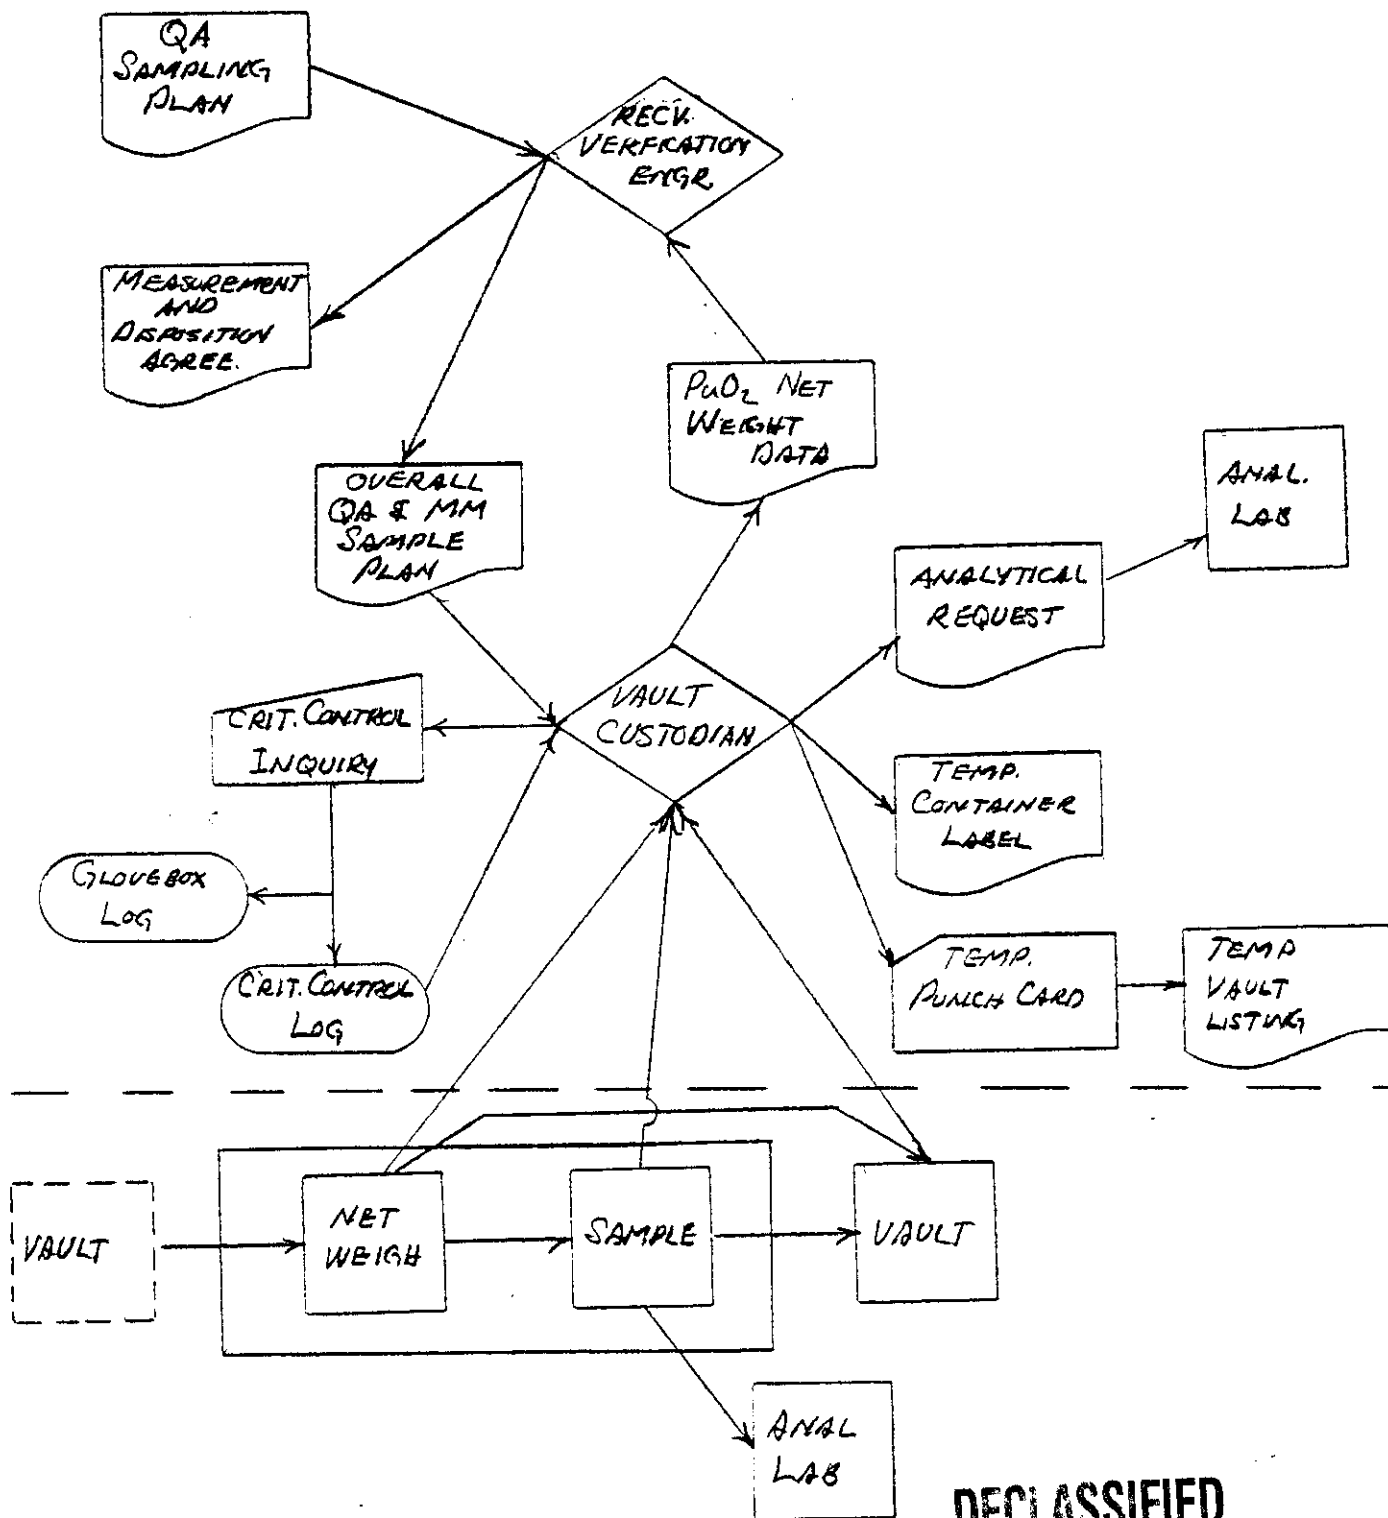 QA
SAMPLING
PLAN
RECV.
VERFICATION
ENGR.
MEASUREMENT
AND
DISPOSITION
AGREE.
PuO2 NET
WEIGHT
DATA
OVERALL
QA & MM
SAMPLE
PLAN
ANAL.
LAB
ANALYTICAL
REQUEST
VAULT
CUSTODIAN
CRIT. CONTROL
INQUIRY
TEMP.
CONTAINER
LABEL
GLOVEBOX
LOG
CRIT. CONTROL
LOG
TEMP.
PUNCH CARD
TEMP
VAULT
LISTING
VAULT
NET
WEIGH
SAMPLE
VAULT
ANAL
LAB
DECLASSIFIED